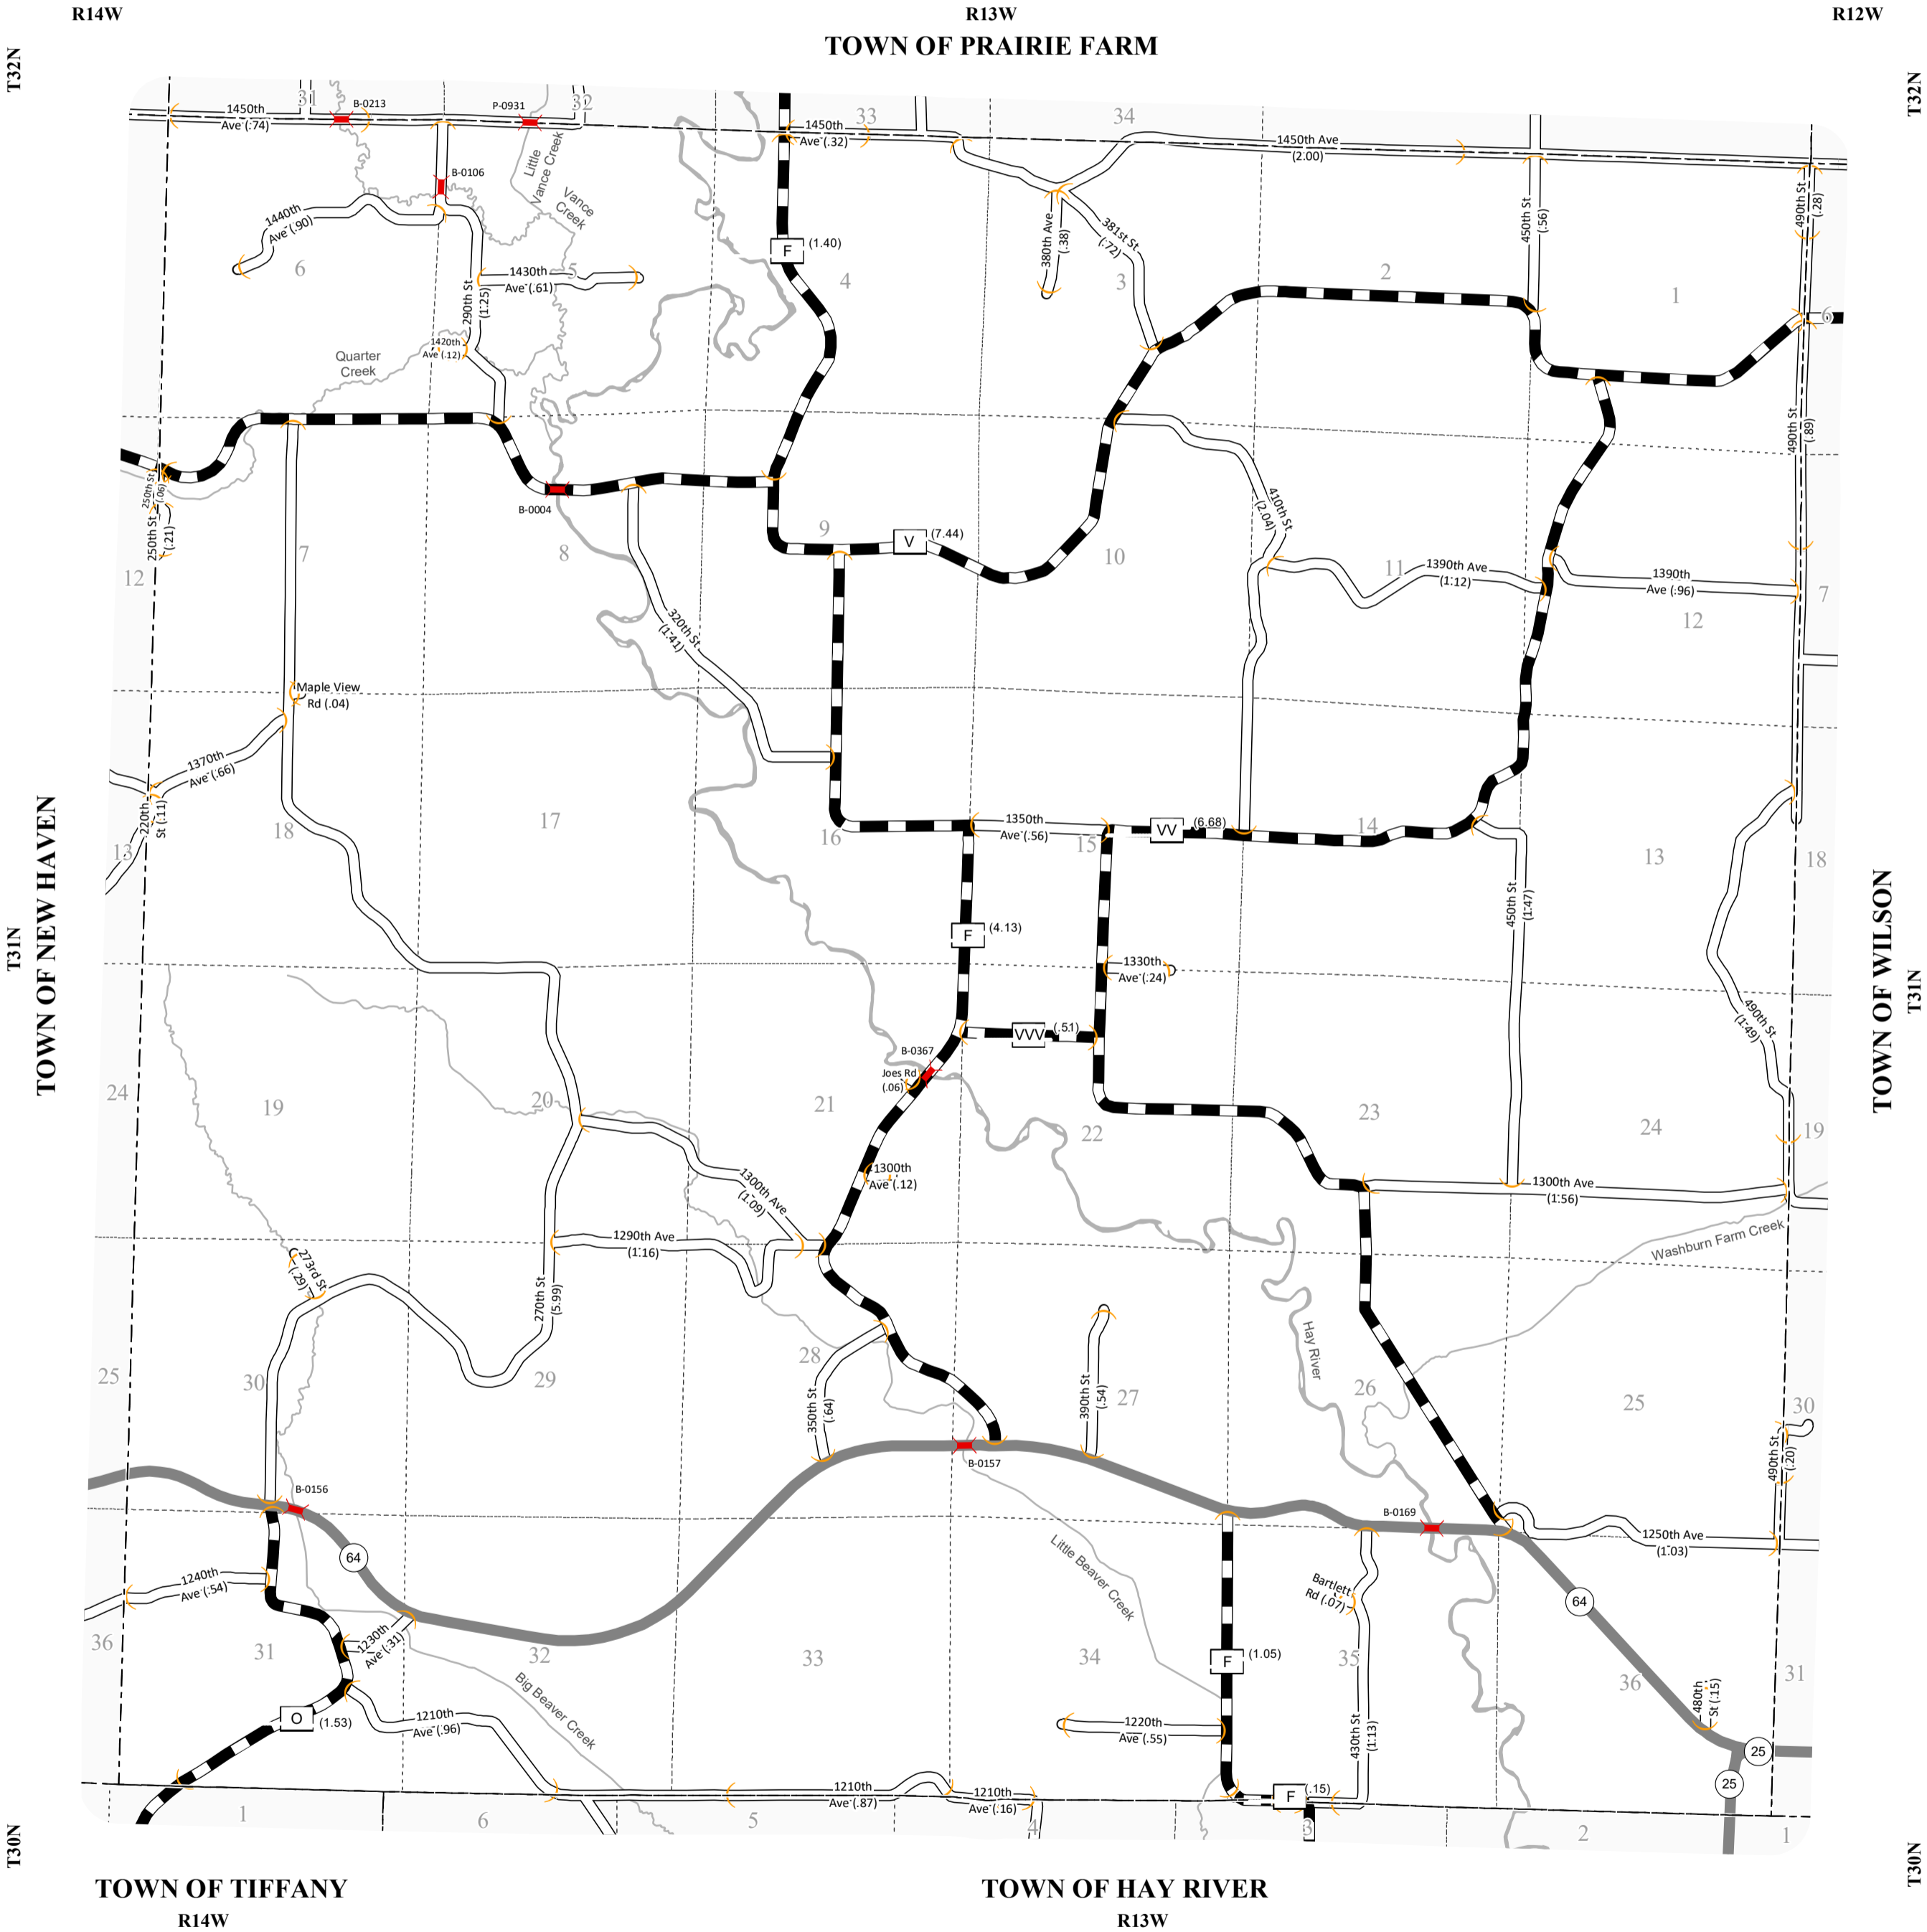 R14W
R13W
R12W
TOWN OF PRAIRIE FARM
T32N
T32N
31
32
33
34
1450th
Ave (.74)
B-0213
P-0931
Little
Vance Creek
Vance
Creek
1450th
Ave (.32)
1450th Ave
(2.00)
B-0106
1440th
Ave (.90)
6
5
1430th
Ave (.61)
290th St
(1.25)
1420th
Ave (.12)
Quarter
Creek
F
(1.40)
4
380th Ave
(.38)
381st St
(.72)
3
2
450th St
(.56)
1
490th St
(.28)
6
490th St
(.89)
250th St
(.06)
250th St
(.21)
12
7
B-0004
8
9
V
(7.44)
10
410th St
(2.04)
11
1390th Ave
(1.12)
1390th
Ave (.96)
12
7
320th St
(1.41)
Maple View
Rd (.04)
1370th
Ave (.66)
220th
St (.11)
13
18
17
16
1350th
Ave (.56)
15
VV
(6.68)
14
13
18
TOWN OF NEW HAVEN
T31N
TOWN OF WILSON
T31N
F
(4.13)
450th St
(1.47)
1330th
Ave (.24)
VVV
(.51)
490th St
(1.49)
B-0367
Joes Rd
(.06)
24
19
20
21
22
23
24
19
1300th
Ave (.12)
1300th Ave
(1.09)
1300th Ave
(1.56)
1290th Ave
(1.16)
Washburn Farm Creek
273rd St
(.29)
270th St
(5.99)
25
30
29
28
350th St
(.64)
390th St
(.54)
27
Hay River
26
25
30
490th St
(.20)
B-0156
B-0157
B-0169
64
1250th Ave
(1.03)
1240th
Ave (.54)
Little Beaver Creek
Bartlett
Rd (.07)
64
36
31
1230th
Ave (.31)
32
33
34
F
(1.05)
35
36
31
480th
St (.15)
Big Beaver Creek
O
(1.53)
1210th
Ave (.96)
1220th
Ave (.55)
430th St
(1.13)
25
25
1210th
Ave (.87)
1210th
Ave (.16)
F
(.15)
1
6
5
4
3
2
1
T30N
T30N
TOWN OF TIFFANY
TOWN OF HAY RIVER
R14W
R13W